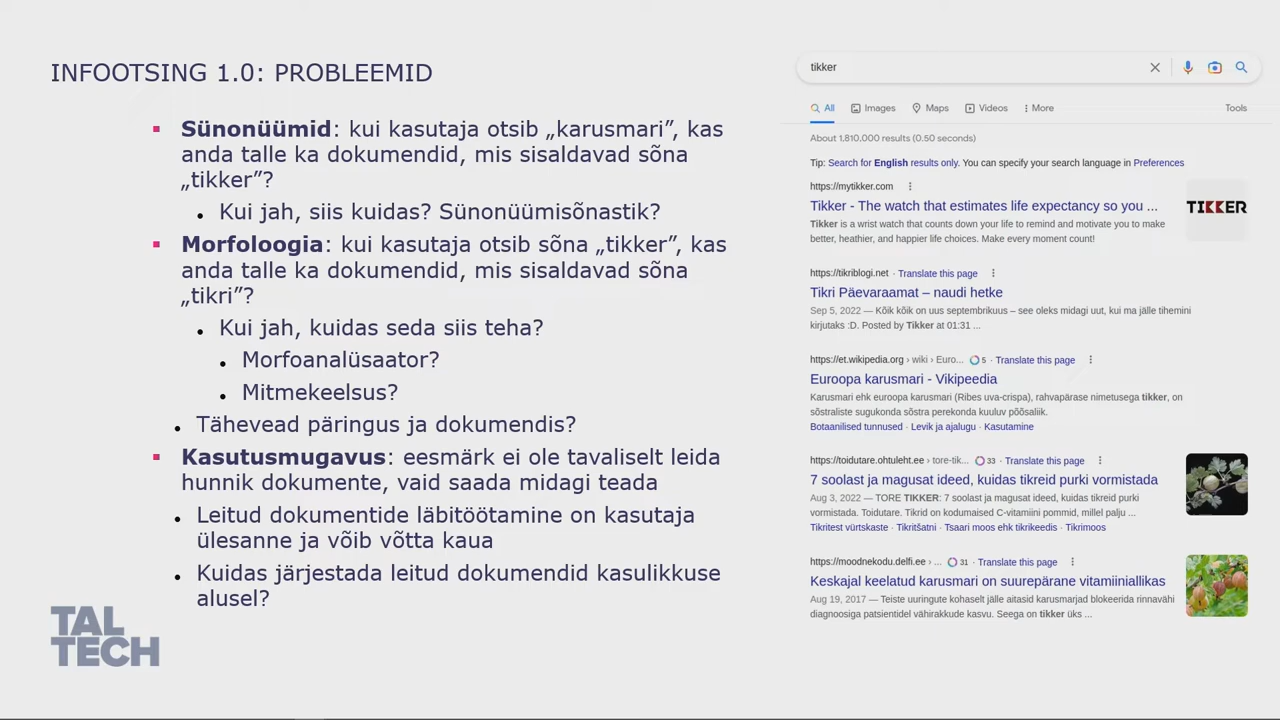 INFOOTSING 1.0: PROBLEEMID
Sünonüümid: kui kasutaja otsib „karusmari”, kas
anda talle ka dokumendid, mis sisaldavad sõna
„tikker”?
Kui jah, siis kuidas? Sünonüümisõnastik?
Morfoloogia: kui kasutaja otsib sõna „tikker”, kas
anda talle ka dokumendid, mis sisaldavad sõna
„tikri”?
Kui jah, kuidas seda siis teha?
Morfoanalüsaator?
Mitmekeelsus?
Tähevead päringus ja dokumendis?
Kasutusmugavus: eesmärk ei ole tavaliselt leida
hunnik dokumente, vaid saada midagi teada
Leitud dokumentide läbitöötamine on kasutaja
ülesanne ja võib võtta kaua
Kuidas järjestada leitud dokumendid kasulikkuse
alusel?
TAL
TECH
tikker
All Images Maps Videos More Tools
About 1.810.000 results (0.50 seconds)
Tip: Search for English results only. You can specify your search language in Preferences
https://mytikker.com
Tikker - The watch that estimates life expectancy so you ...
Tikker is a wrist watch that counts down your life to remind and motivate you to make
better, heathier, and happier life choices. Make every moment count!
TIKKER
https://tikriblogi.net · Translate this page
Tikri Päevaraamat – naudi hetke
Sep 5, 2022 — Kõik kõik on uus septembrikuus – see oleks midagi uut, kui ma jälle tihemini
kirjutaks :D. Posted by Tikker at 01:31 ...
https://et.wikipedia.org › wiki › Euro... 5 · Translate this page
Euroopa karusmari - Vikipeedia
Karusmari ehk euroopa karusmari (Ribes uva-crispa), rahvapärase nimetusega tikker, on
sõstraliste sugukonda sõstra perekonda kuuluv põõsaliik.
Botaanilised tunnused · Levik ja ajalugu · Kasutamine
https://toidutare.ohtuleht.ee › tore-tik... 33 · Translate this page
7 soolast ja magusat ideed, kuidas tikreid purki vormistada
Aug 3, 2022 — TORE TIKKER: 7 soolast ja magusat ideed, kuidas tikreid purki
vormistada. Toidutare. Tikrid on kodumaised C-vitamiini pommid, millel palju ...
Tikritest vürtskaste · Tikritšatni · Tsaari moos ehk tikrikeedis · Tikrimoos
https://moodnekodu.delfi.ee › ... 31 · Translate this page
Keskajal keelatud karusmari on suurepärane vitamiiniallikas
Aug 19, 2017 — Teiste uuringute kohaselt jälle aitasid karusmarjad blokeerida rinnavähi
diagnoosiga patsientidel vähirakkude kasvu. Seega on tikker üks ...